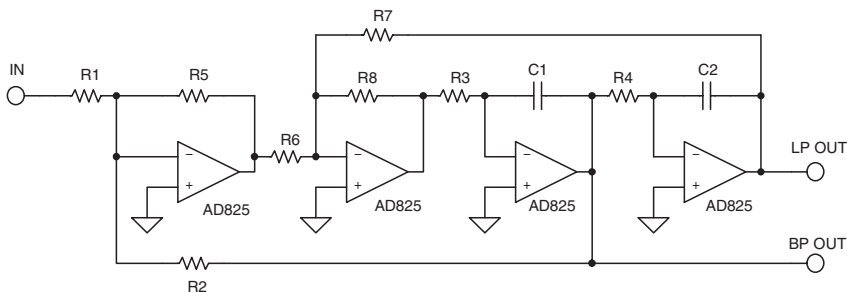 R7
IN
R1
R5
R8
R3
C1
R4
C2
R6
−
+
AD825
−
+
AD825
−
+
AD825
−
+
AD825
LP OUT
BP OUT
R2